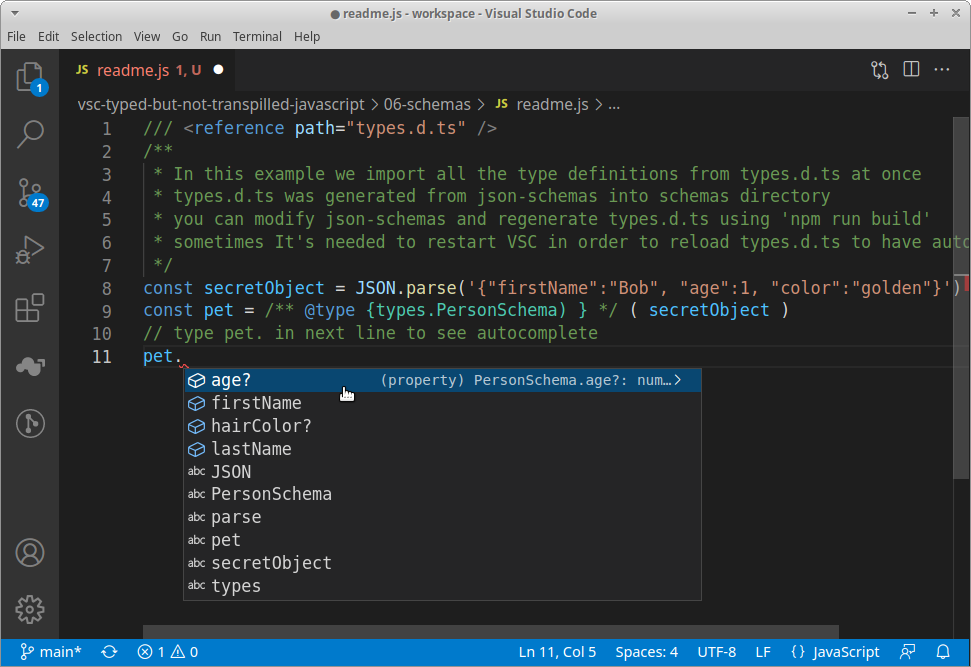 readme.js - workspace - Visual Studio Code
File Edit Selection View Go Run Terminal Help
JS readme.js 1, U
1
vsc-typed-but-not-transpilled-javascript > 06-schemas > JS readme.js > ...
1 /// <reference path="types.d.ts" />
2 /**
3 * In this example we import all the type definitions from types.d.ts at once
4 * types.d.ts was generated from json-schemas into schemas directory
47
5 * you can modify json-schemas and regenerate types.d.ts using 'npm run build'
6 * sometimes It's needed to restart VSC in order to reload types.d.ts to have
7 */
8 const secretObject = JSON.parse('{"firstName":"Bob", "age":1, "color":"golden"}')
9 const pet = /** @type {types.PersonSchema) } */ ( secretObject )
10 // type pet. in next line to see autocomplete
11 pet.
age? (property) PersonSchema.age?: num…>
firstName
hairColor?
lastName
abc JSON
abc PersonSchema
abc parse
abc pet
abc secretObject
abc types
main* 1 0 Ln 11, Col 5 Spaces: 4 UTF-8 LF {} JavaScript